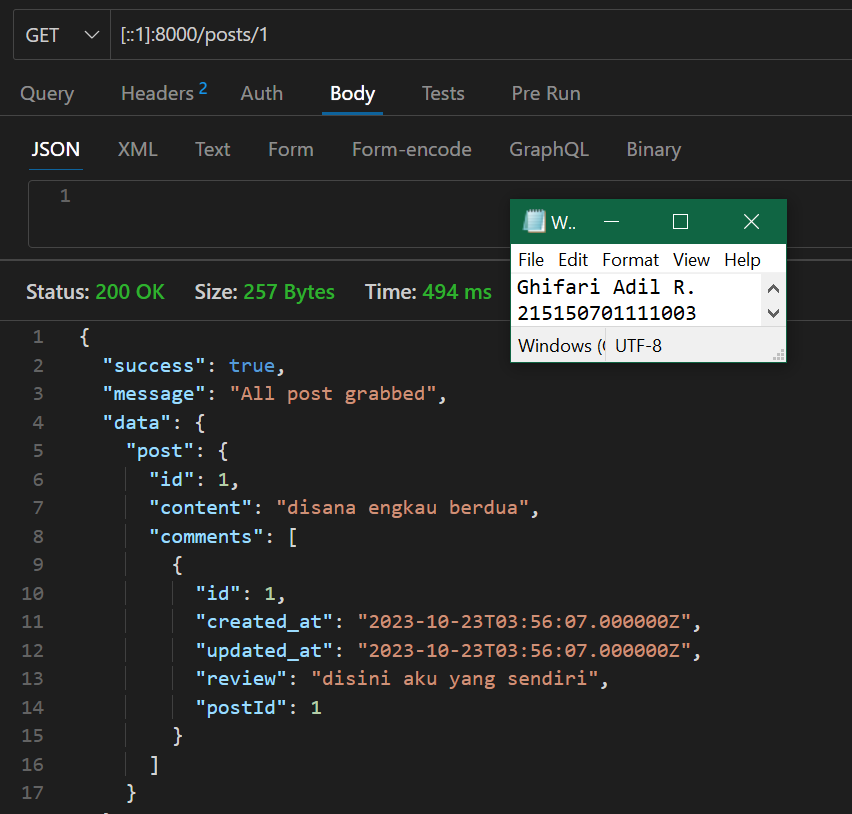 GET [::1]:8000/posts/1
Query Headers 2 Auth Body Tests Pre Run
JSON XML Text Form Form-encode GraphQL Binary
1
W..
File Edit Format View Help
Ghifari Adil R.
215150701111003
Windows ( UTF-8
Status: 200 OK Size: 257 Bytes Time: 494 ms
1 {
2 "success": true,
3 "message": "All post grabbed",
4 "data": {
5 "post": {
6 "id": 1,
7 "content": "disana engkau berdua",
8 "comments": [
9 {
10 "id": 1,
11 "created_at": "2023-10-23T03:56:07.000000Z",
12 "updated_at": "2023-10-23T03:56:07.000000Z",
13 "review": "disini aku yang sendiri",
14 "postId": 1
15 }
16 ]
17 }